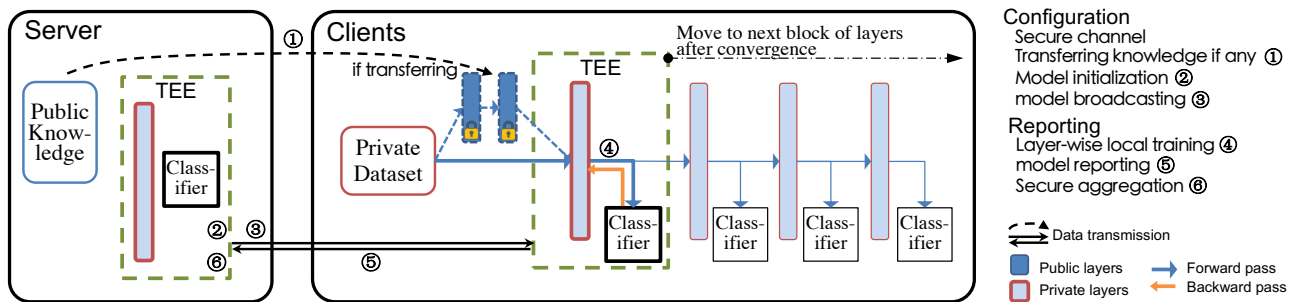 Server
Public
Know-
ledge
TEE
Class-
ifier
②
⑥
③
⑤
①
Clients
if transferring
Private
Dataset
TEE
④
Class-
ifier
Move to next block of layers
after convergence
Class-
ifier
Class-
ifier
Class-
ifier
Configuration
Secure channel
Transferring knowledge if any ①
Model initialization ②
model broadcasting ③
Reporting
Layer-wise local training ④
model reporting ⑤
Secure aggregation ⑥
Data transmission
Public layers
Forward pass
Private layers
Backward pass